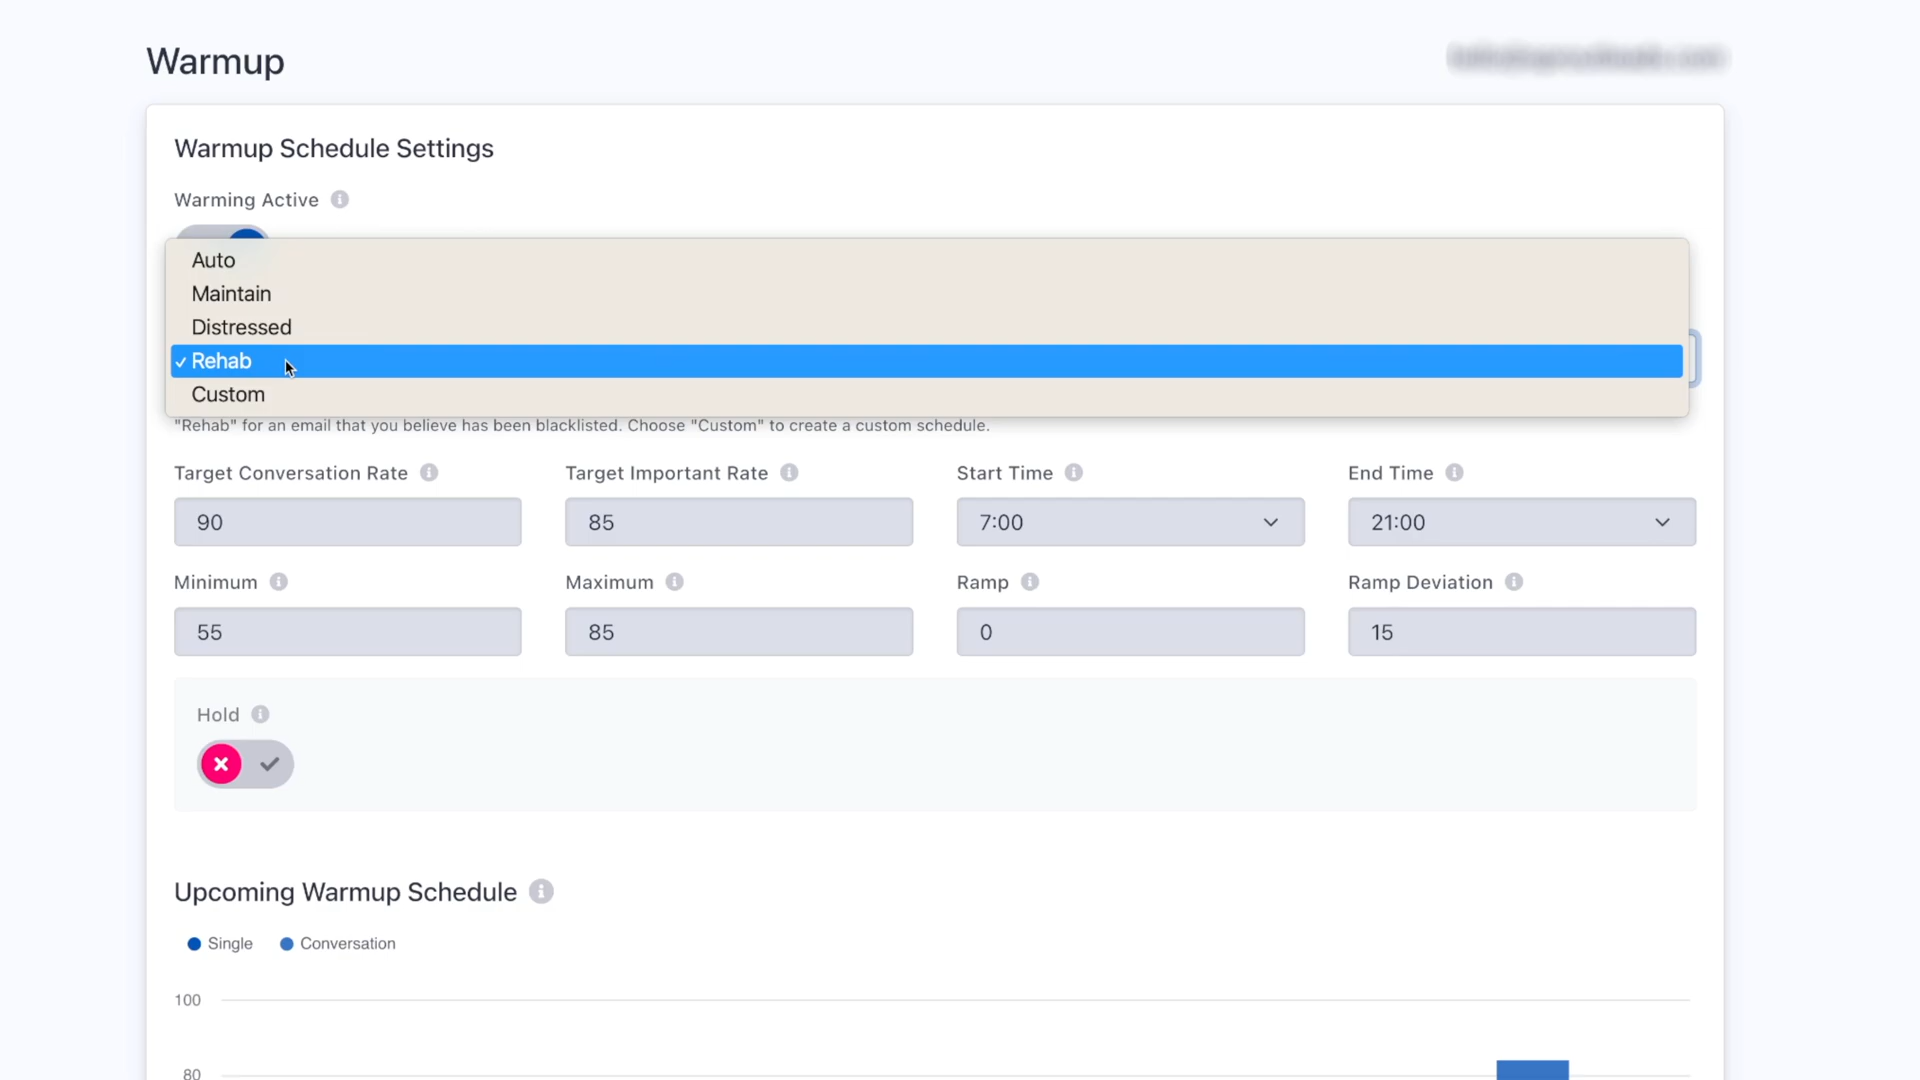 Warmup
Warmup Schedule Settings
Warming Active
Auto
Maintain
Distressed
Rehab
Custom
"Rehab" for an email that you believe has been blacklisted. Choose "Custom" to create a custom schedule.
Target Conversation Rate
Target Important Rate
Start Time
End Time
90
85
7:00
21:00
Minimum
Maximum
Ramp
Ramp Deviation
55
85
0
15
Hold
Upcoming Warmup Schedule
Single
Conversation
100
80